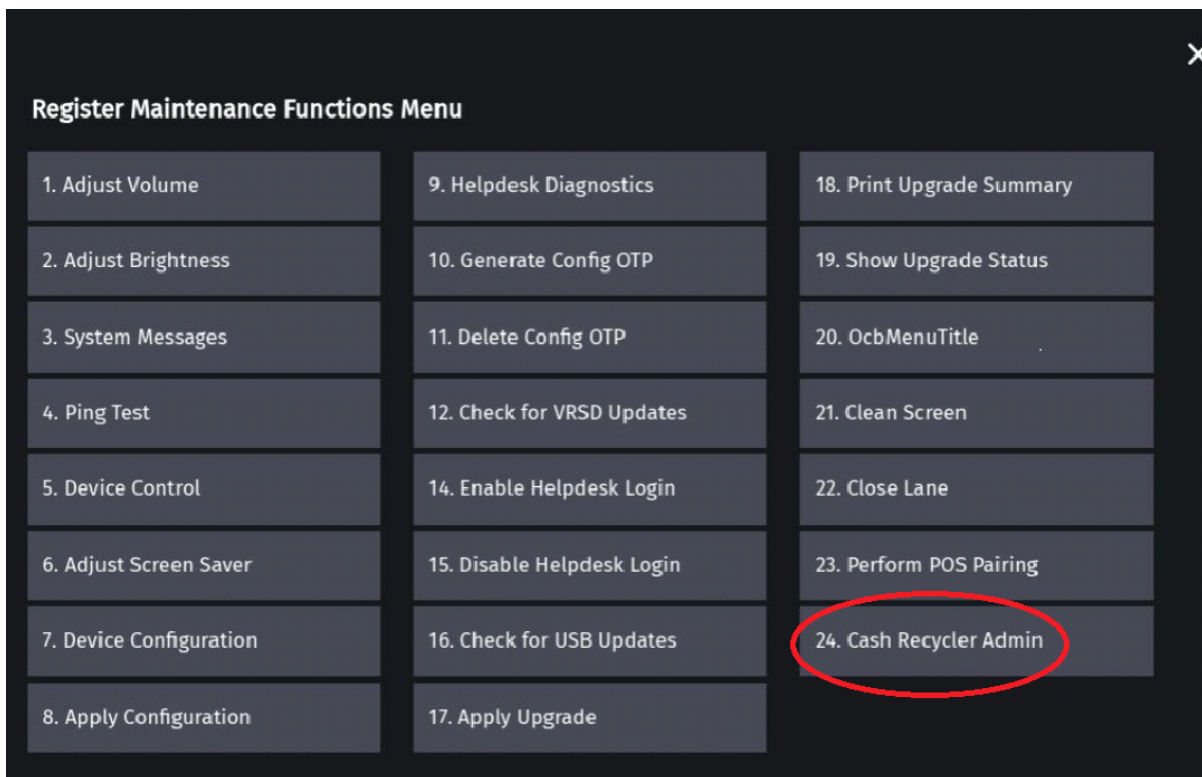 Register Maintenance Functions Menu
1. Adjust Volume
2. Adjust Brightness
3. System Messages
4. Ping Test
5. Device Control
6. Adjust Screen Saver
7. Device Configuration
8. Apply Configuration
9. Helpdesk Diagnostics
10. Generate Config OTP
11. Delete Config OTP
12. Check for VRSD Updates
14. Enable Helpdesk Login
15. Disable Helpdesk Login
16. Check for USB Updates
17. Apply Upgrade
18. Print Upgrade Summary
19. Show Upgrade Status
20. OcbMenuTitle
21. Clean Screen
22. Close Lane
23. Perform POS Pairing
24. Cash Recycler Admin